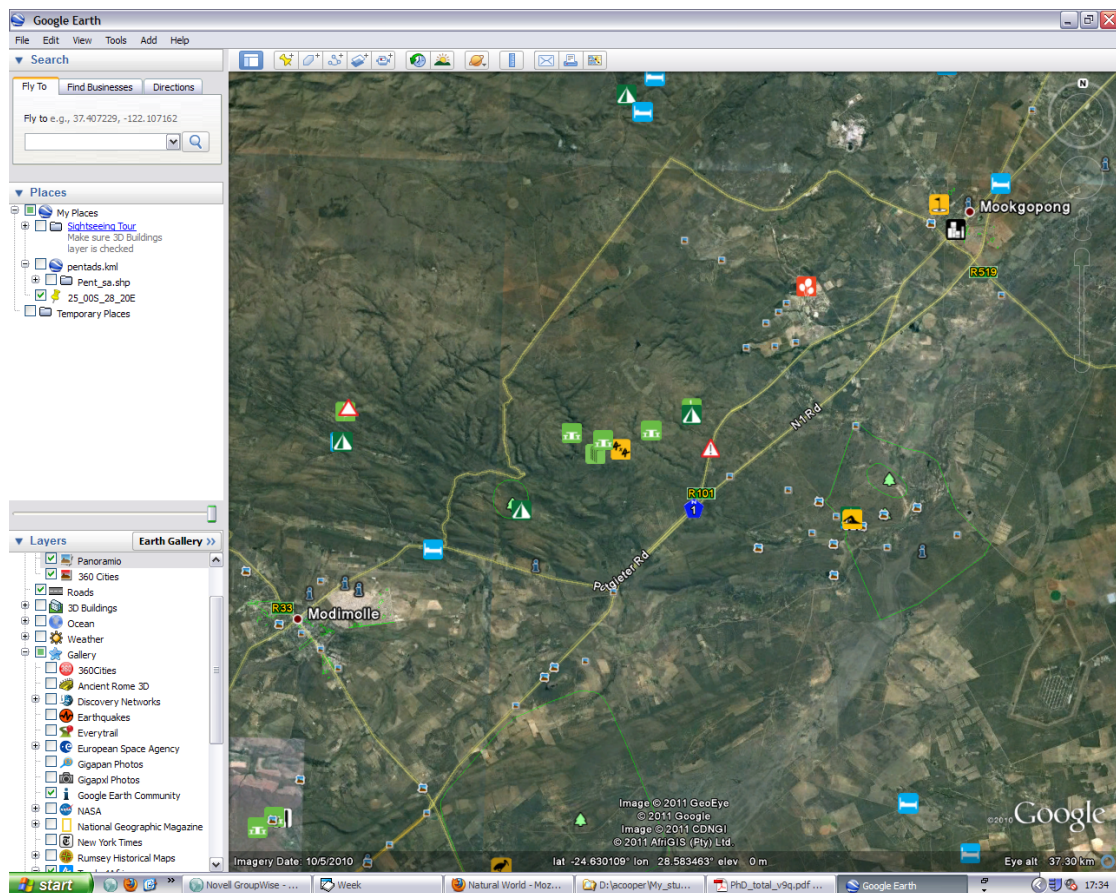 Google Earth
File Edit View Tools Add Help
Search
Fly To Find Businesses Directions
Fly to e.g., 37.407229, -122.107162
Places
My Places
Sightseeing Tour
Make sure 3D Buildings
layer is checked
pentads.kml
Pent_sa.shp
25_00S_28_20E
Temporary Places
Layers Earth Gallery >>
Panoramio
360 Cities
Roads
3D Buildings
Ocean
Weather
Gallery
360Cities
Ancient Rome 3D
Discovery Networks
Earthquakes
Everytrail
European Space Agency
Gigapan Photos
Gigapxl Photos
Google Earth Community
NASA
National Geographic Magazine
New York Times
Rumsey Historical Maps
N
Mookgopong
R519
N1 Rd
R101
1
Potgieter Rd
R33
Modimolle
Image © 2011 GeoEye
© 2011 Google
Image © 2011 CDNGI
© 2011 AfriGIS (Pty) Ltd.
©2010 Google
Imagery Date: 10/5/2010 lat -24.630109° lon 28.583463° elev 0 m Eye alt 37.30 km
start Novell GroupWise - ... Week Natural World - Moz... D:\acooper\My_stu... PhD_total_v9q.pdf ... Google Earth 17:34